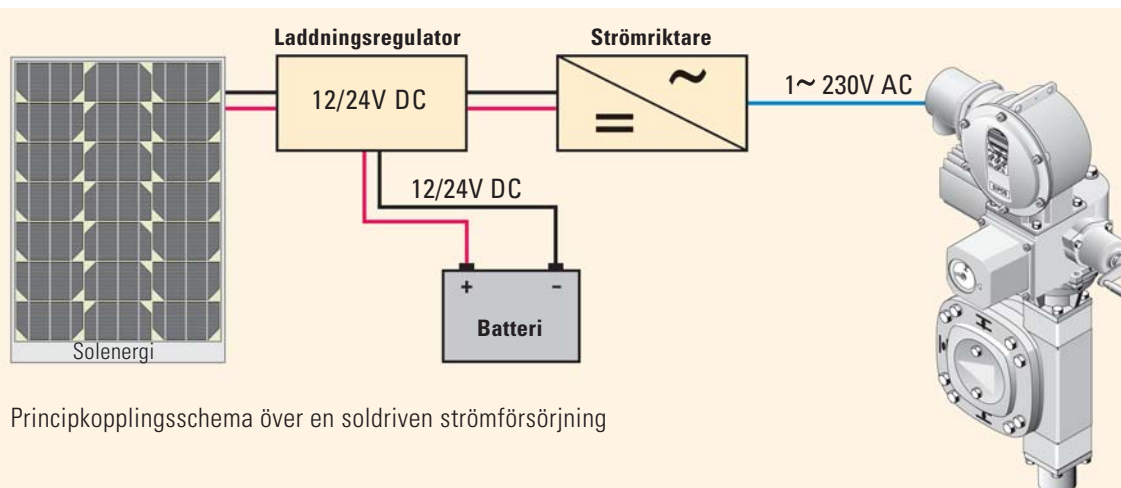 Laddningsregulator
Strömriktare
12/24V DC
~
=
1~ 230V AC
12/24V DC
+ –
Batteri
Solenergi
Principkopplingsschema över en soldriven strömförsörjning